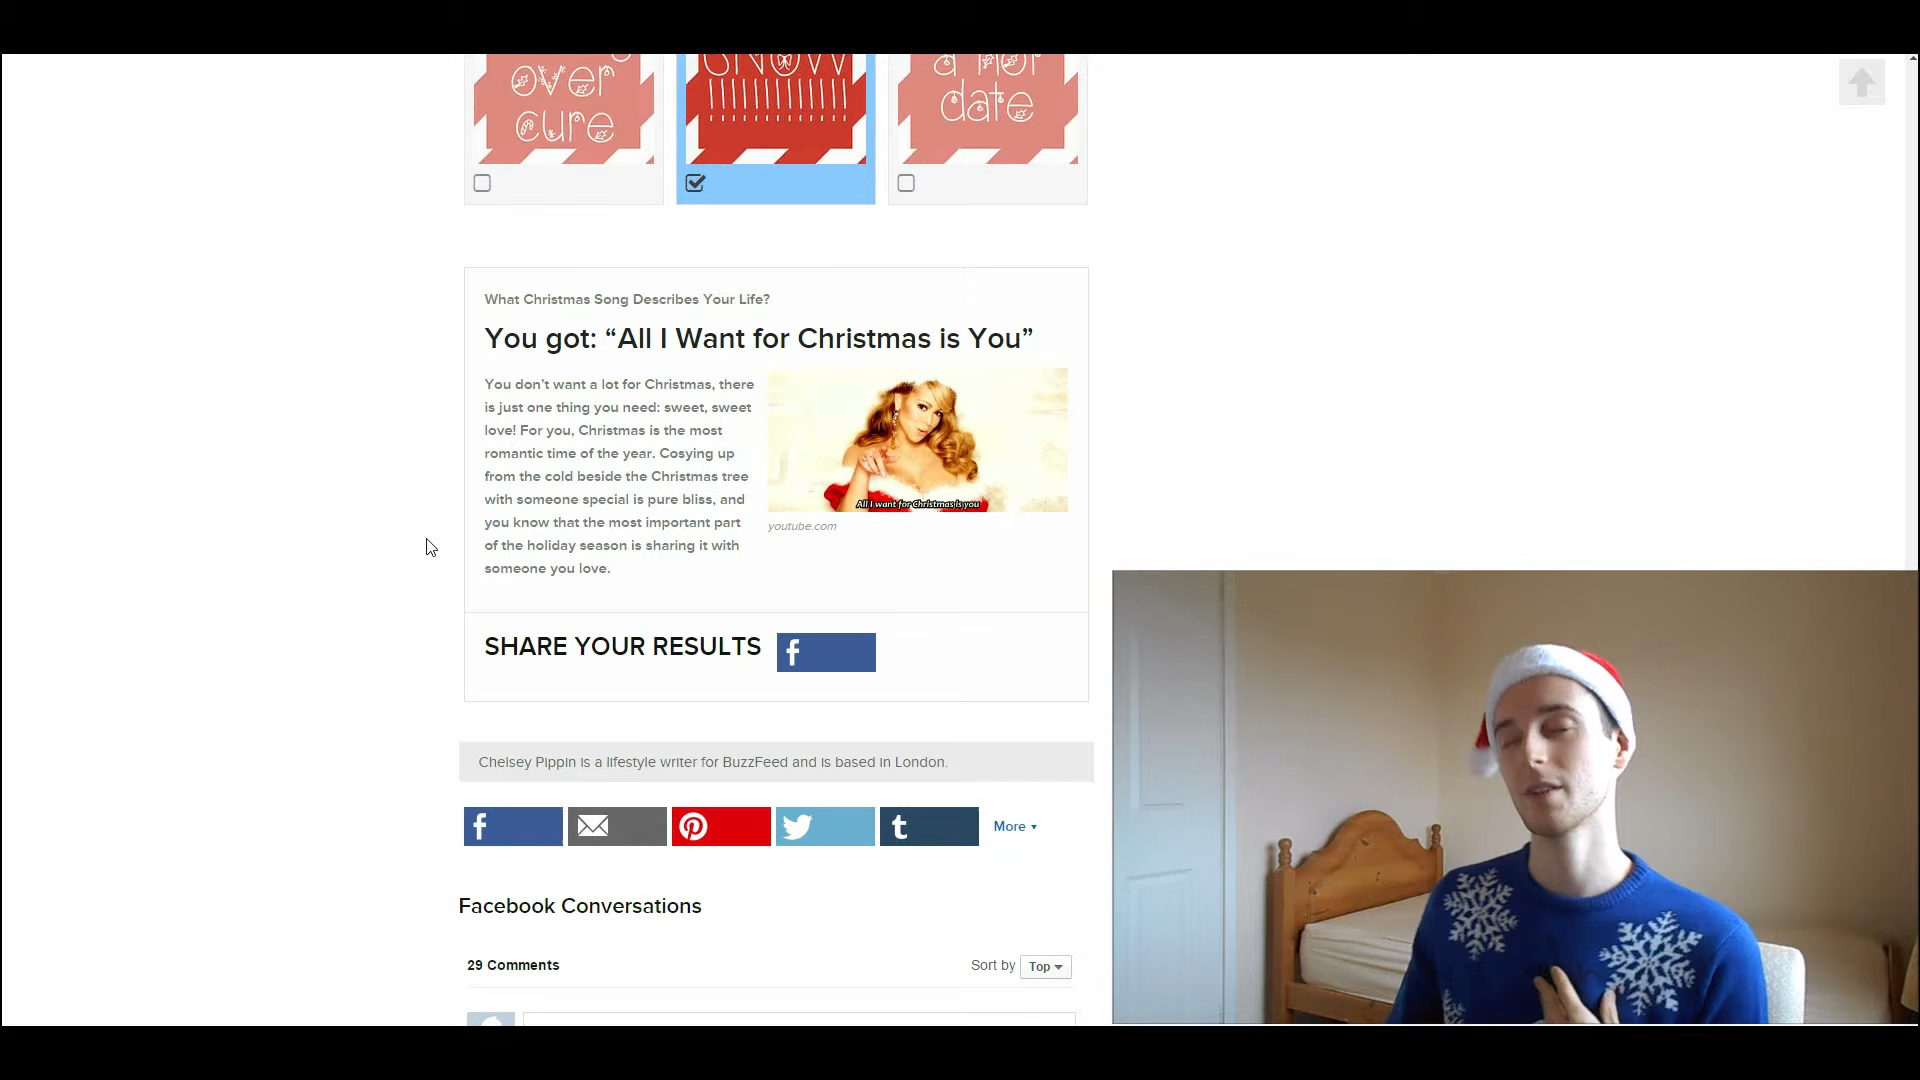 over
cure
SNOW
a hot
date
What Christmas Song Describes Your Life?
You got: “All I Want for Christmas is You”
You don’t want a lot for Christmas, there
is just one thing you need: sweet, sweet
love! For you, Christmas is the most
romantic time of the year. Cosying up
from the cold beside the Christmas tree
with someone special is pure bliss, and
you know that the most important part
of the holiday season is sharing it with
someone you love.
All I want for Christmas is you
youtube.com
SHARE YOUR RESULTS
Chelsey Pippin is a lifestyle writer for BuzzFeed and is based in London.
More
Facebook Conversations
29 Comments
Sort by Top